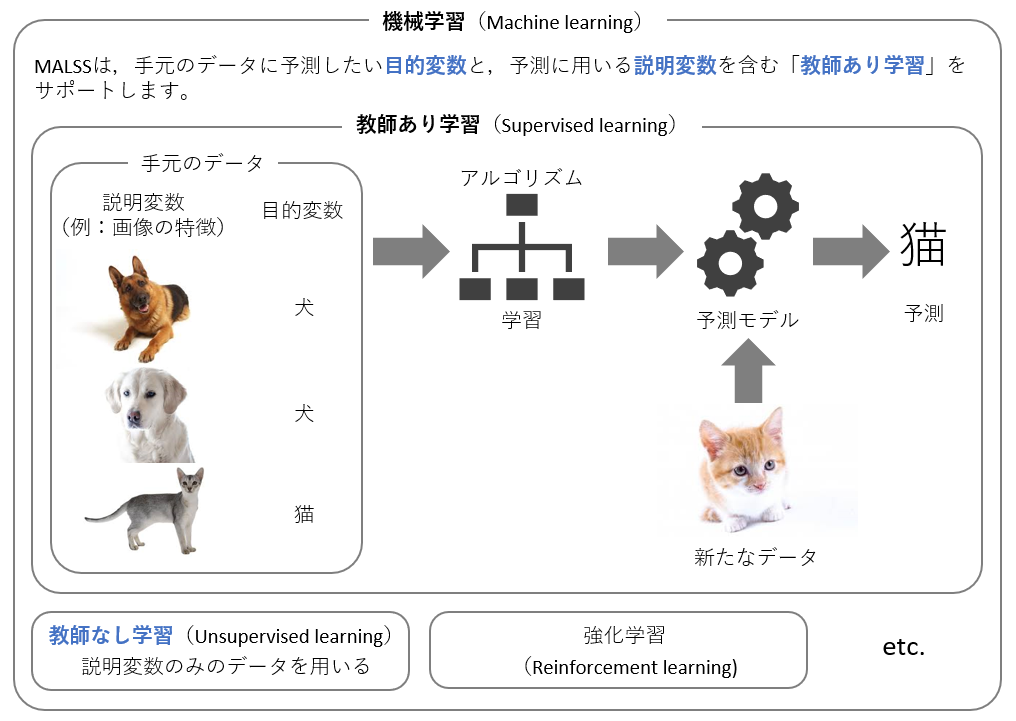 機械学習（Machine learning）
MALSSは，手元のデータに予測したい目的変数と，予測に用いる説明変数を含む「教師あり学習」を
サポートします。
教師あり学習（Supervised learning）
手元のデータ
説明変数
（例：画像の特徴）
目的変数
犬
犬
猫
アルゴリズム
学習
予測モデル
猫
予測
新たなデータ
教師なし学習（Unsupervised learning）
説明変数のみのデータを用いる
強化学習
（Reinforcement learning)
etc.